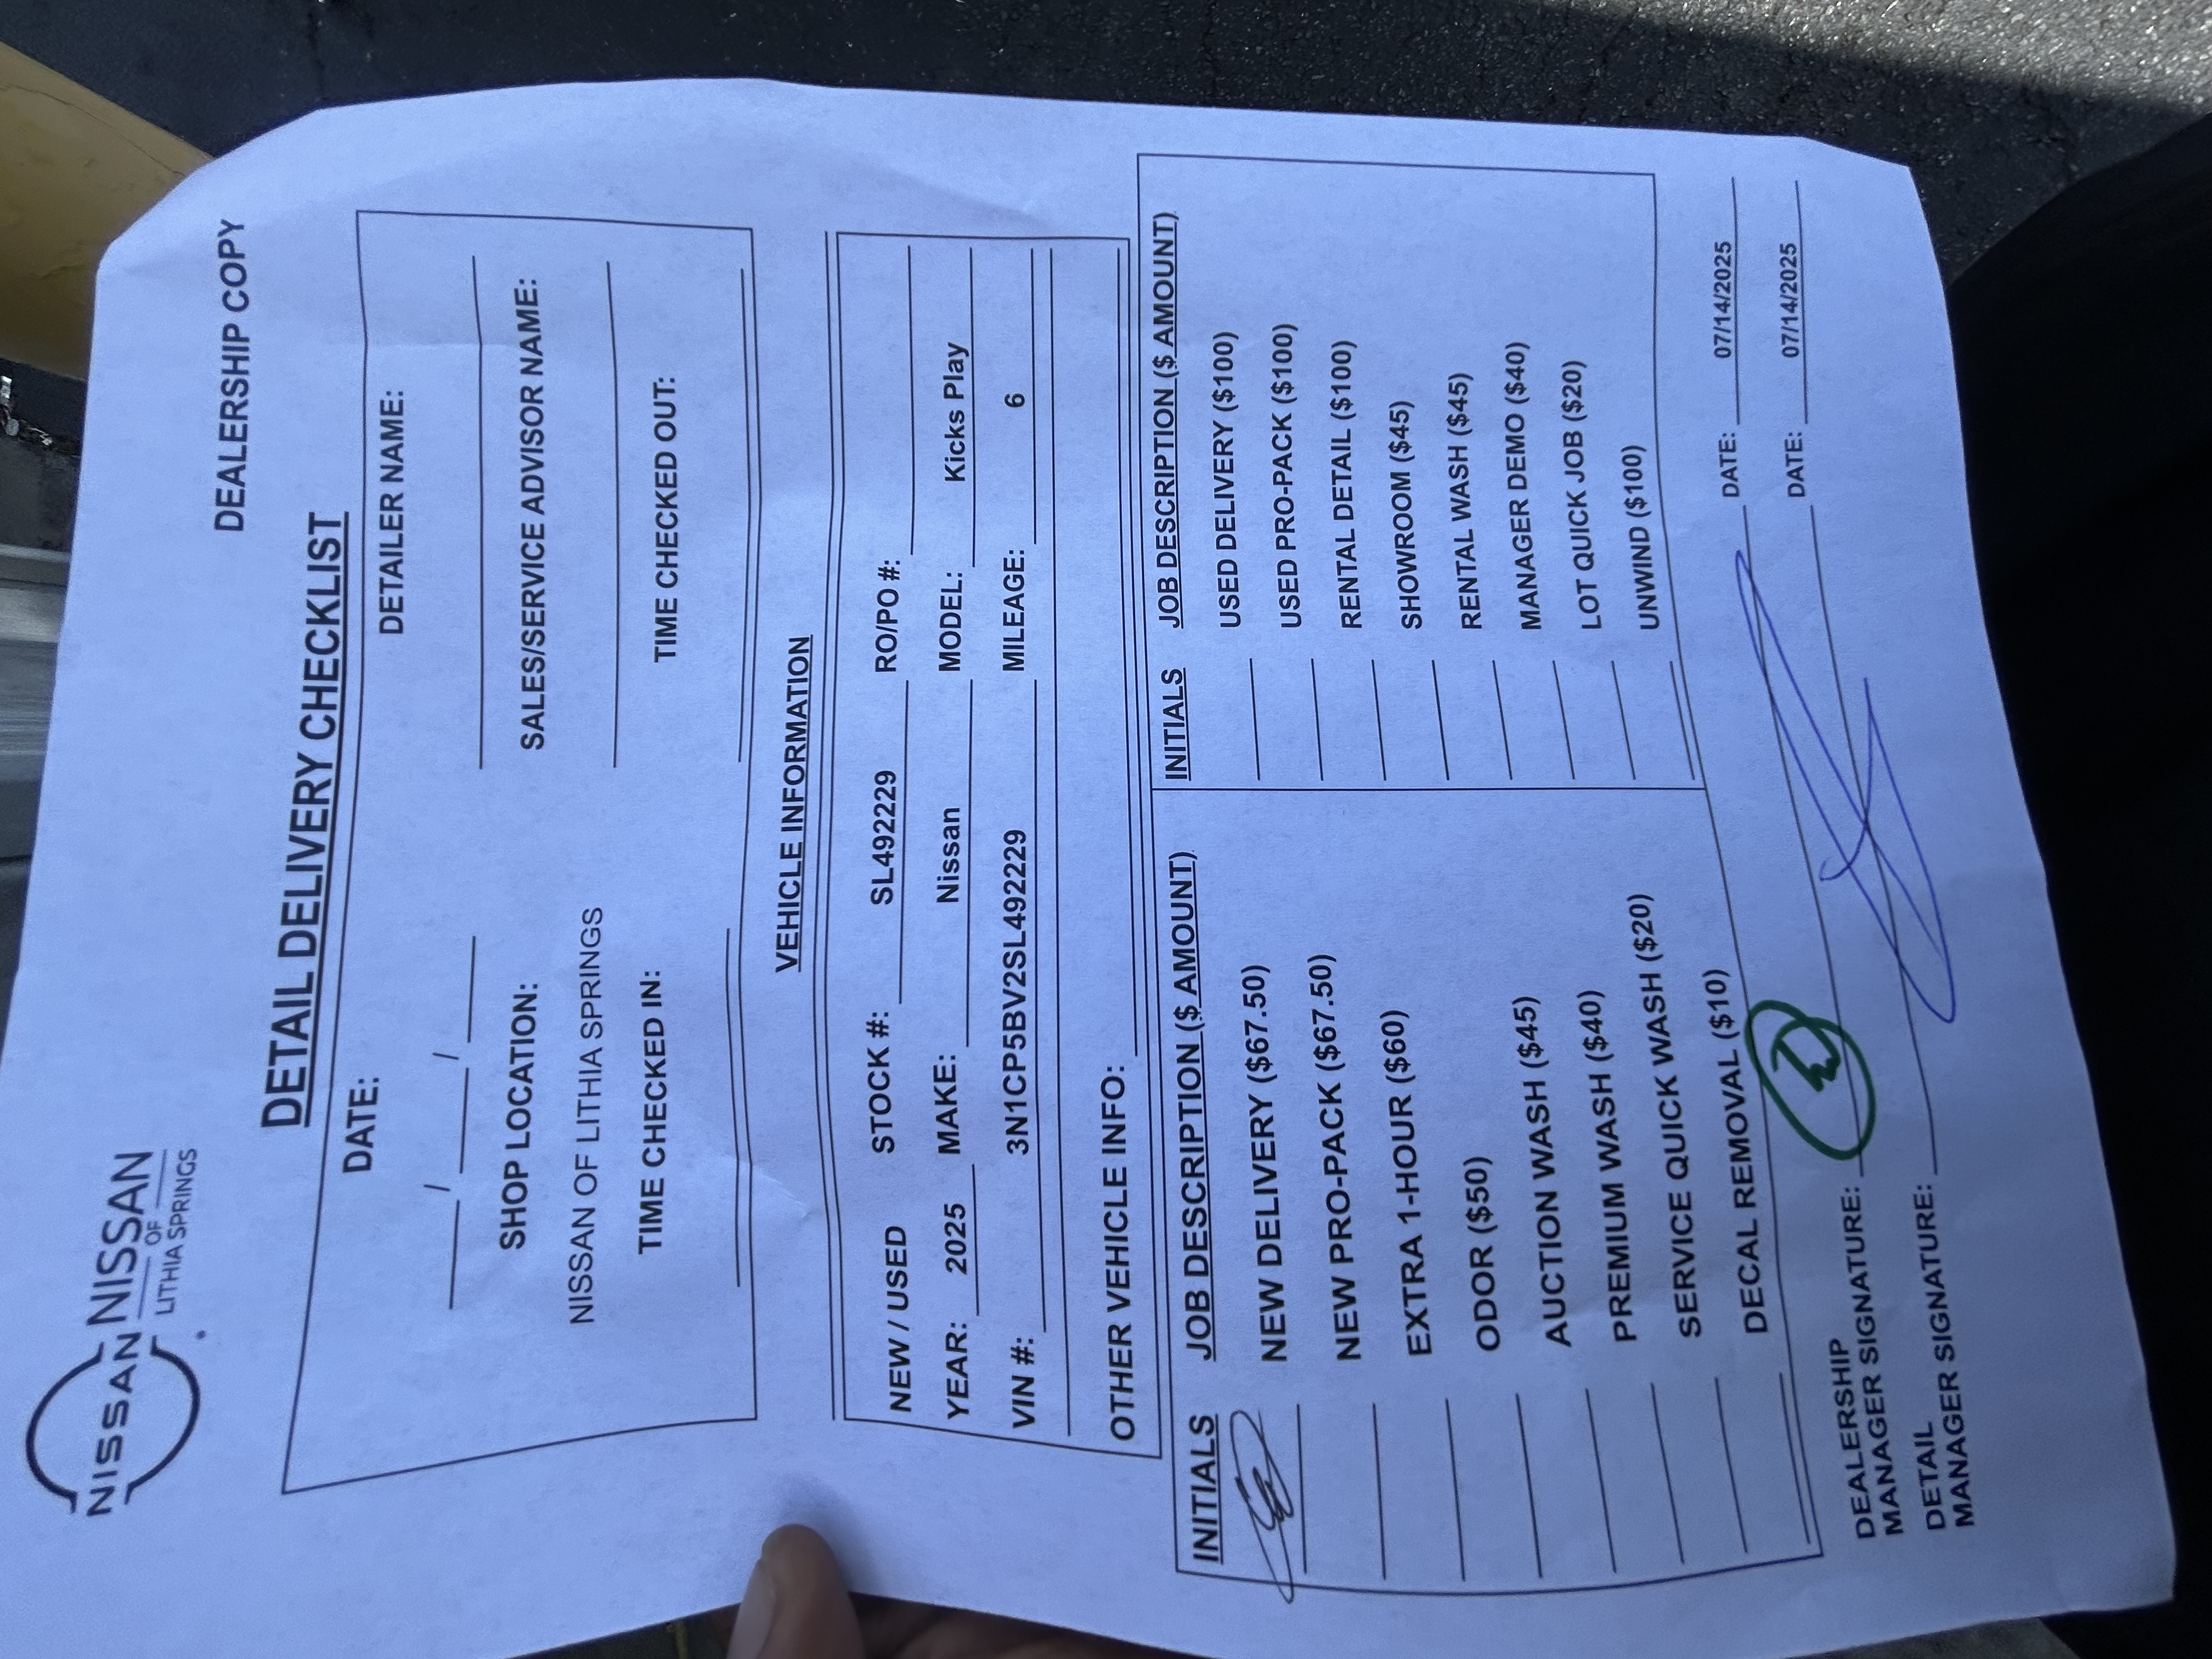 DEALERSHIP COPY
NISSAN NISSAN
OF
LITHIA SPRINGS
DETAIL DELIVERY CHECKLIST
DATE: DETAILER NAME:
/ /
SHOP LOCATION: SALES/SERVICE ADVISOR NAME:
NISSAN OF LITHIA SPRINGS
TIME CHECKED IN: TIME CHECKED OUT:
VEHICLE INFORMATION
NEW / USED STOCK #: SL492229 RO/PO #:
YEAR: 2025 MAKE: Nissan MODEL: Kicks Play
VIN #: 3N1CP5BV2SL492229 MILEAGE: 6
OTHER VEHICLE INFO:
INITIALS JOB DESCRIPTION ($ AMOUNT) INITIALS JOB DESCRIPTION ($ AMOUNT)
NEW DELIVERY ($67.50) USED DELIVERY ($100)
NEW PRO-PACK ($67.50) USED PRO-PACK ($100)
EXTRA 1-HOUR ($60) RENTAL DETAIL ($100)
ODOR ($50) SHOWROOM ($45)
AUCTION WASH ($45) RENTAL WASH ($45)
PREMIUM WASH ($40) MANAGER DEMO ($40)
SERVICE QUICK WASH ($20) LOT QUICK JOB ($20)
DECAL REMOVAL ($10) UNWIND ($100)
DEALERSHIP
MANAGER SIGNATURE: DATE: 07/14/2025
DETAIL
MANAGER SIGNATURE: DATE: 07/14/2025